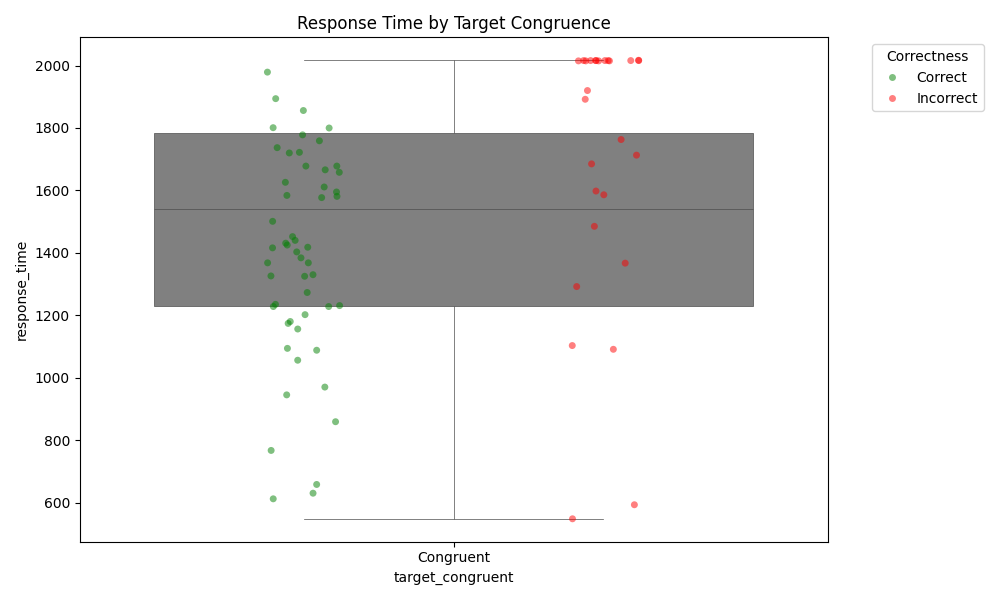 Response Time by Target Congruence
Correctness
Correct
Incorrect
response_time
2000
1800
1600
1400
1200
1000
800
600
Congruent
target_congruent